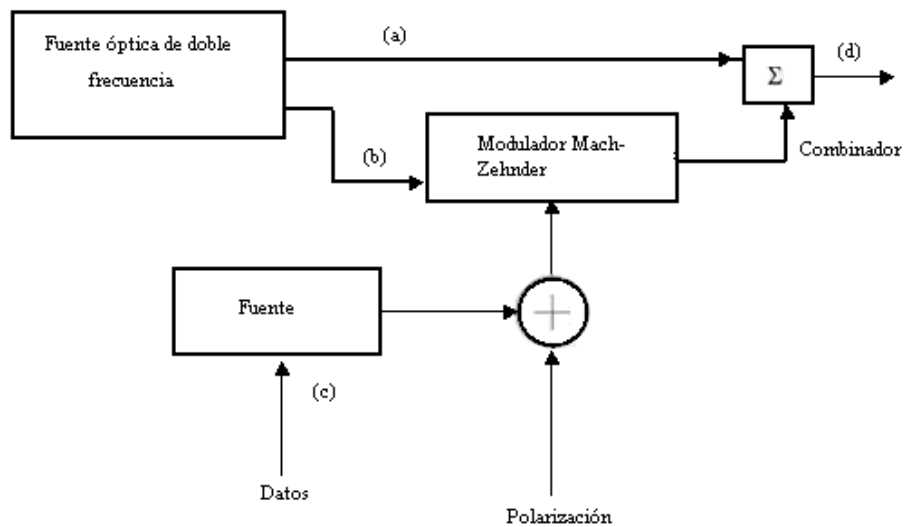 Fuente óptica de doble
frecuencia
(a)
Σ
(d)
(b)
Modulador Mach-
Zehnder
Combinador
Fuente
(c)
Datos
Polarización